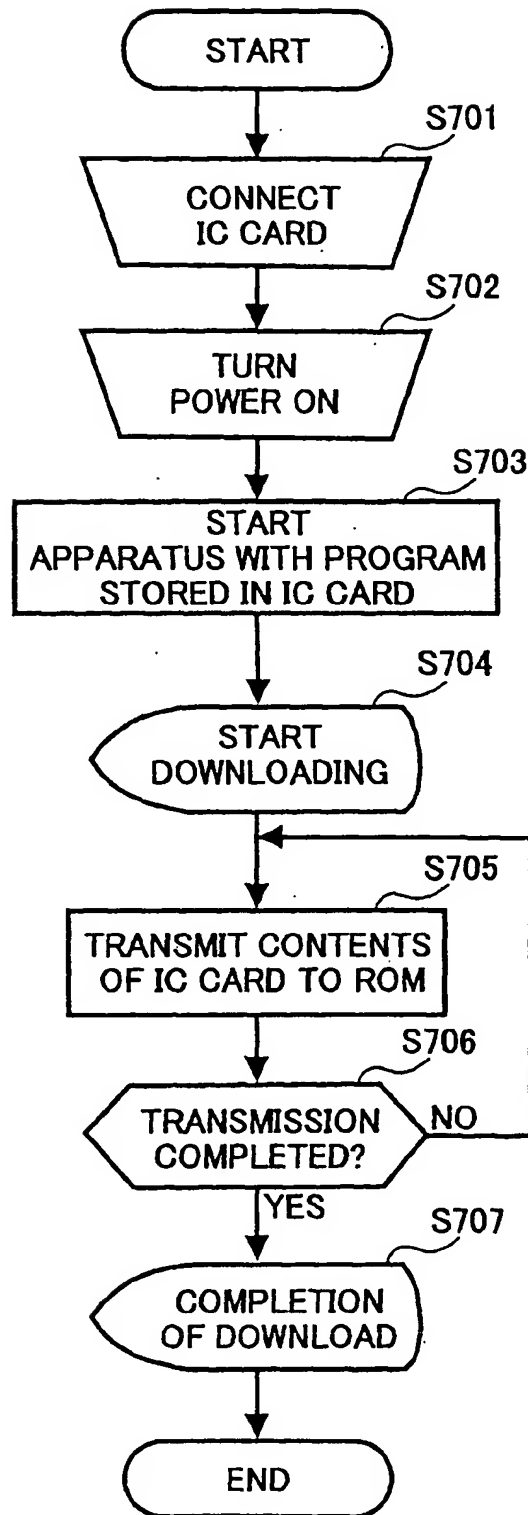 START
S701
CONNECT
IC CARD
S702
TURN
POWER ON
S703
START
APPARATUS WITH PROGRAM
STORED IN IC CARD
S704
START
DOWNLOADING
S705
TRANSMIT CONTENTS
OF IC CARD TO ROM
S706
TRANSMISSION
COMPLETED?
NO
YES
S707
COMPLETION
OF DOWNLOAD
END